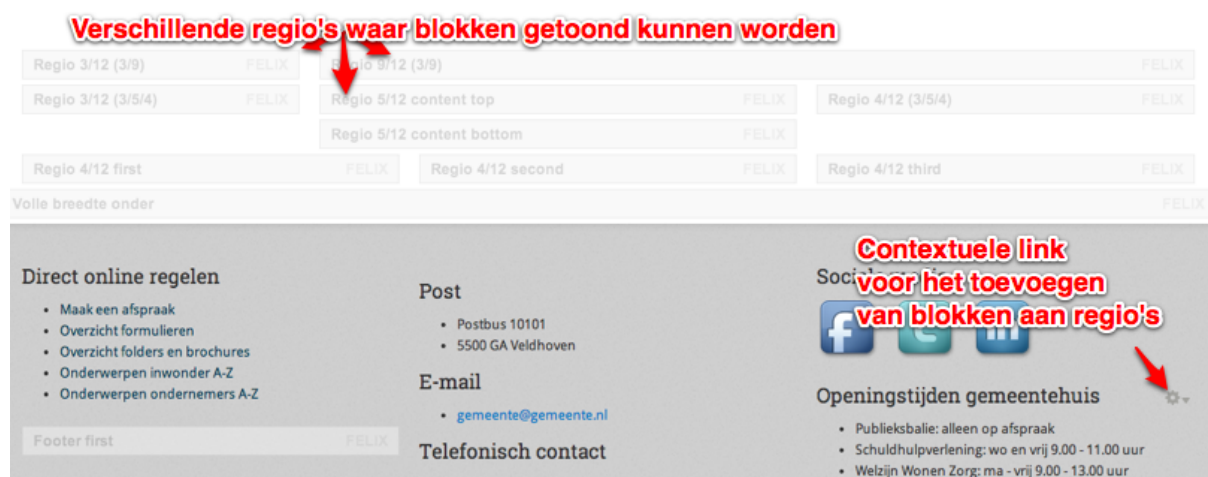 Verschillende regio's waar blokken getoond kunnen worden
Regio 3/12 (3/9) FELIX
Regio 9/12 (3/9) FELIX
Regio 3/12 (3/5/4) FELIX
Regio 5/12 content top FELIX
Regio 4/12 (3/5/4) FELIX
Regio 5/12 content bottom FELIX
Regio 4/12 first FELIX
Regio 4/12 second FELIX
Regio 4/12 third FELIX
Volle breedte onder FELIX
Direct online regelen
Maak een afspraak
Overzicht formulieren
Overzicht folders en brochures
Onderwerpen inwonder A-Z
Onderwerpen ondernemers A-Z
Footer first FELIX
Post
Postbus 10101
5500 GA Veldhoven
E-mail
gemeente@gemeente.nl
Telefonisch contact
Contextuele link
voor het toevoegen
van blokken aan regio's
Openingstijden gemeentehuis
Publieksbalie: alleen op afspraak
Schuldhulpverlening: wo en vrij 9.00 - 11.00 uur
Welzijn Wonen Zorg: ma - vrij 9.00 - 13.00 uur